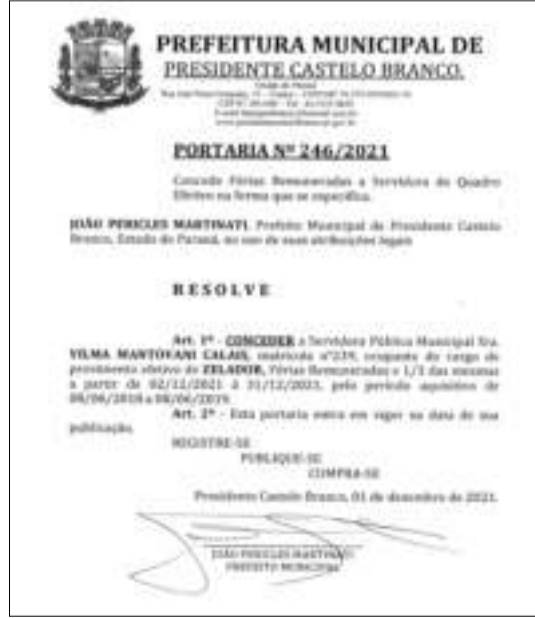 PREFEITURA MUNICIPAL DE
PRESIDENTE CASTELO BRANCO.
PORTARIA Nº 246/2021
Concede Férias Remuneradas a Servidora do Quadro
Efetivo na forma que se especifica.
JOÃO PERICLES MARTINATI, Prefeito Municipal de Presidente Castelo
Branco, Estado do Paraná, no uso de suas atribuições legais
RESOLVE
Art. 1º - CONCEDER a Servidora Pública Municipal Sra.
VILMA MANTOVANI CALAIS, matrícula nº239, ocupante do cargo de
provimento efetivo de ZELADOR, Férias Remuneradas e 1/3 das mesmas
a partir de 02/12/2021 à 31/12/2021, pelo período aquisitivo de
08/06/2018 a 08/06/2019.
Art. 2º - Esta portaria entra em vigor na data de sua
publicação.
REGISTRE-SE
PUBLIQUE-SE
CUMPRA-SE
Presidente Castelo Branco, 01 de dezembro de 2021.
JOÃO PERICLES MARTINATI
PREFEITO MUNICIPAL